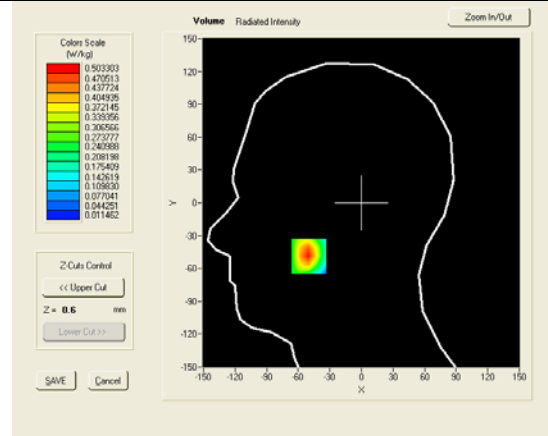 Volume Radiated Intensity
Zoom In/Out
Colors Scale
(W/kg)
0.503303
0.470513
0.437724
0.404935
0.372145
0.339356
0.306566
0.273777
0.240988
0.208198
0.175409
0.142619
0.109830
0.077041
0.044251
0.011462
Z-Cuts Control
<< Upper Cut
Z = 0.6 mm
Lower Cut >>
SAVE Cancel
150-
120-
90-
60-
30-
0-
-30-
-60-
-90-
-120-
-150-
Y
-150 -120 -90 -60 -30 0 30 60 90 120 150
X